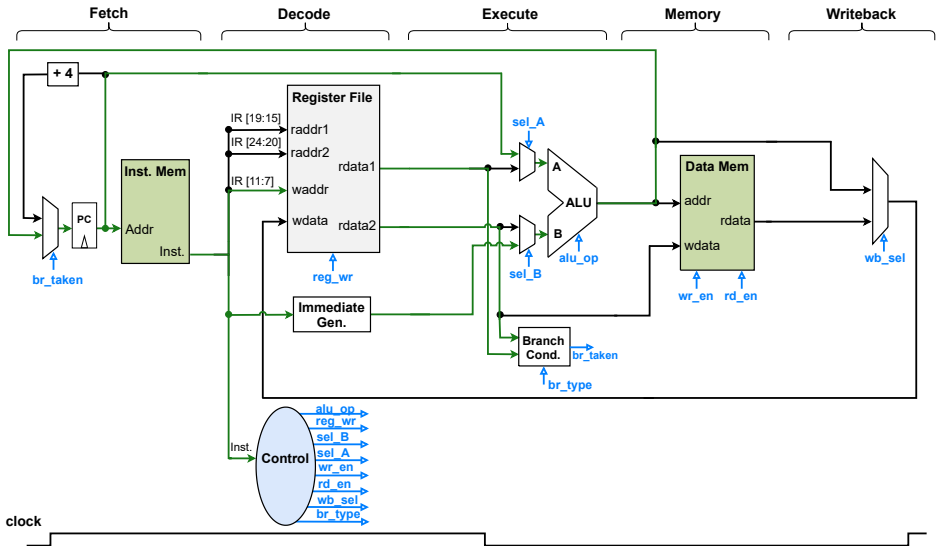 Fetch
Decode
Execute
Memory
Writeback
+ 4
Register File
IR [19:15]
raddr1
IR [24:20]
raddr2
rdata1
IR [11:7]
waddr
wdata
rdata2
reg_wr
Inst. Mem
Addr
Inst.
PC
br_taken
sel_A
A
ALU
B
sel_B
alu_op
Data Mem
addr
rdata
wdata
wr_en
rd_en
wb_sel
Immediate
Gen.
Branch
Cond.
br_taken
br_type
Inst.
Control
alu_op
reg_wr
sel_B
sel_A
wr_en
rd_en
wb_sel
br_type
clock